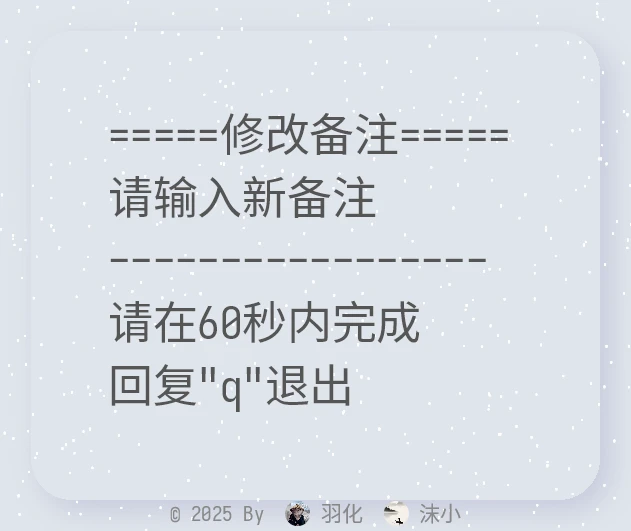 =====修改备注=====
请输入新备注
-----------------
请在60秒内完成
回复"q"退出
© 2025 By 羽化 沫小